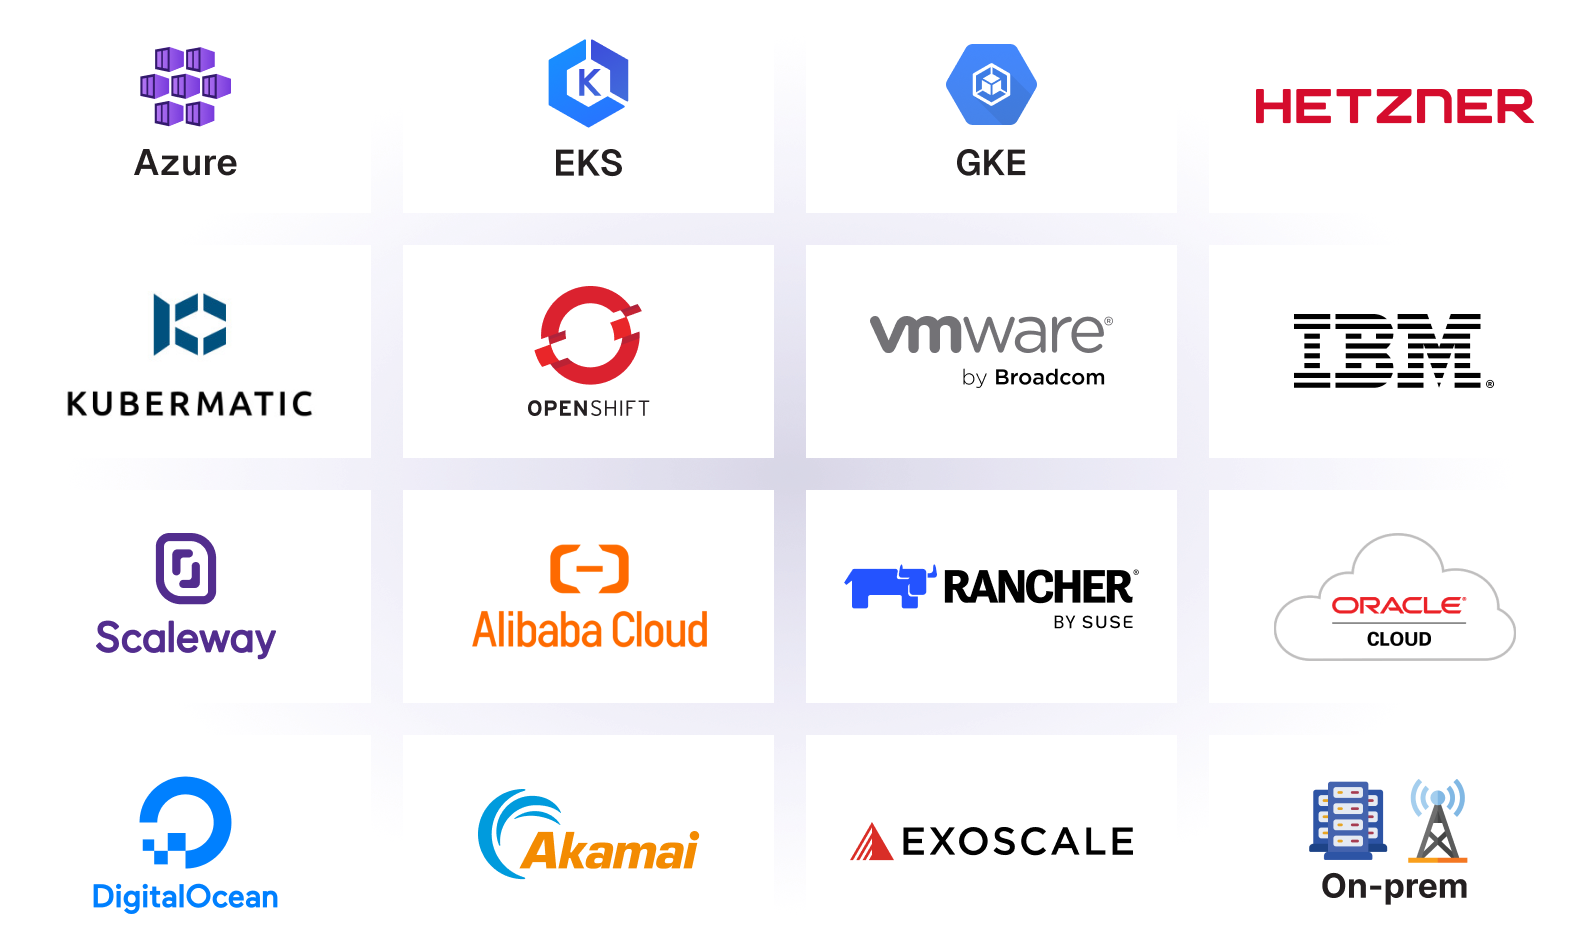 Azure
K
EKS
GKE
HETZNER
KUBERMATIC
OPENSHIFT
vmware®
by Broadcom
IBM®
Scaleway
Alibaba Cloud
RANCHER®
BY SUSE
ORACLE®
CLOUD
DigitalOcean
Akamai
EXOSCALE
On-prem